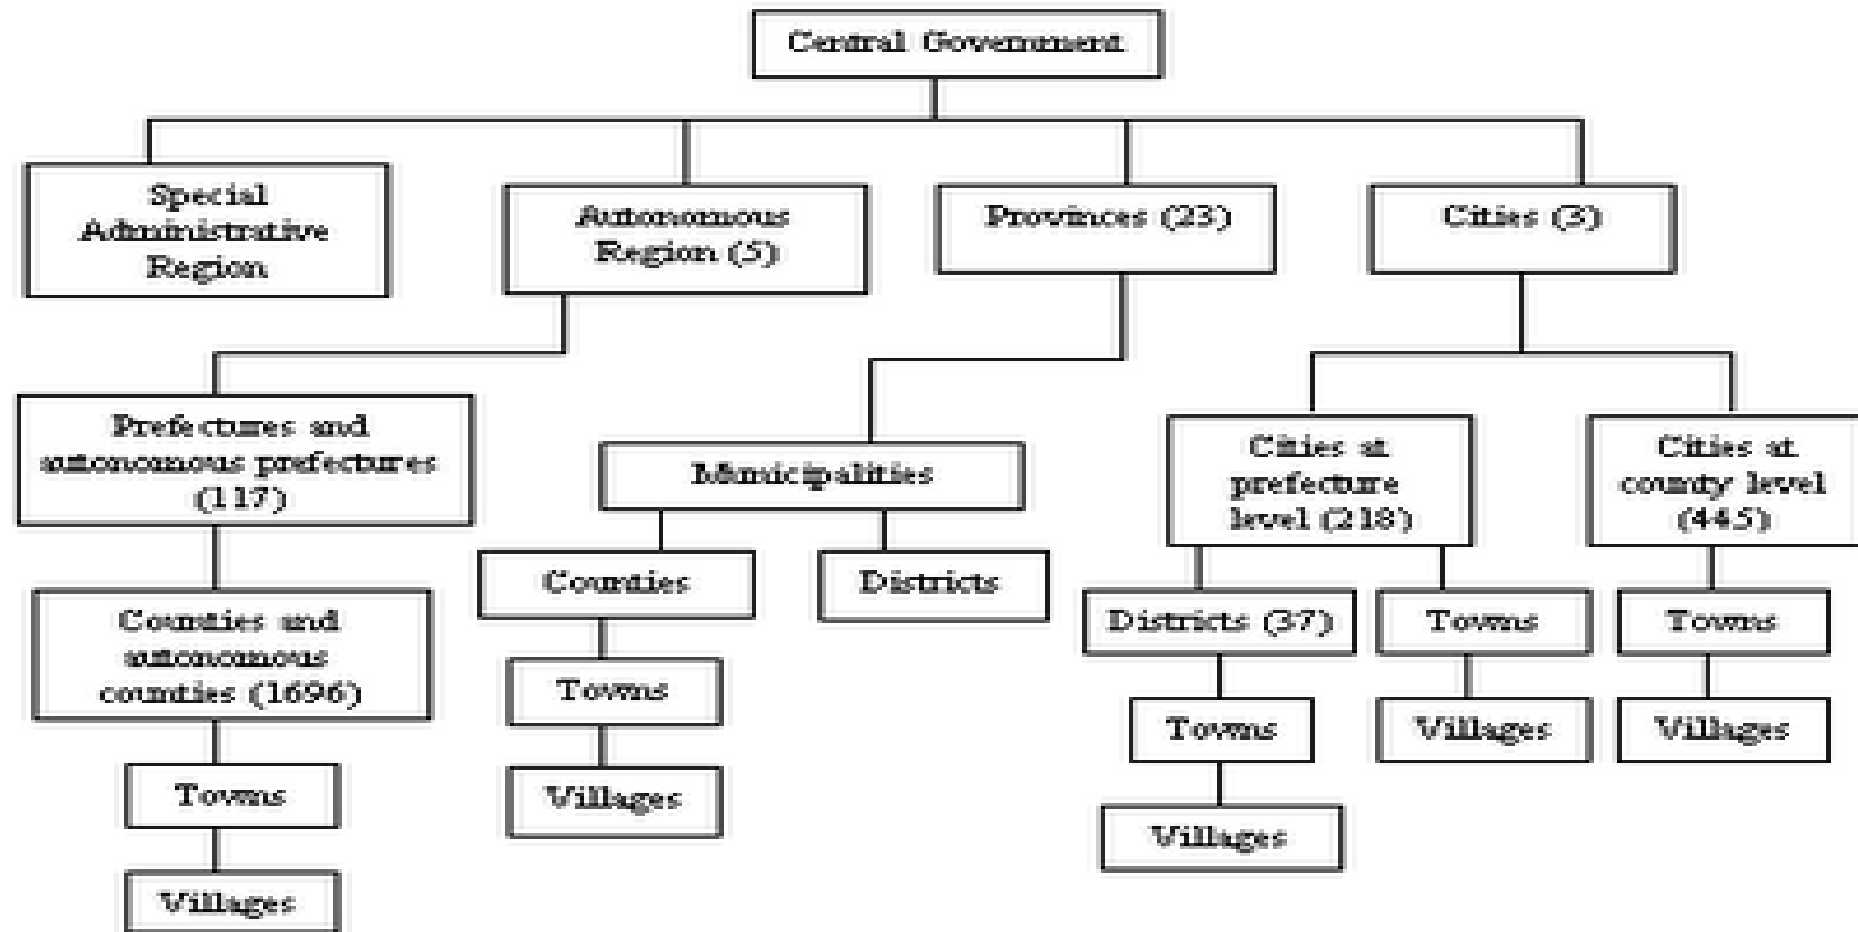 Central Government
Special
Administrative
Region
Autonomous
Region (5)
Provinces (23)
Cities (3)
Prefectures and
autonomous prefectures
(117)
Municipalities
Cities at
prefecture
level (218)
Cities at
county level
(445)
Counties
Districts
Counties and
autonomous
counties (1696)
Districts (37)
Towns
Towns
Towns
Towns
Villages
Villages
Towns
Villages
Villages
Towns
Villages